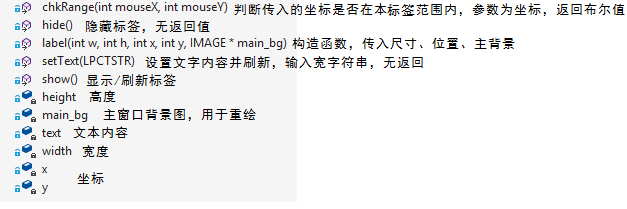 chkRange(int mouseX, int mouseY) 判断传入的坐标是否在本标签范围内，参数为坐标，返回布尔值
hide() 隐藏标签，无返回值
label(int w, int h, int x, int y, IMAGE * main_bg) 构造函数，传入尺寸、位置、主背景
setText(LPCTSTR) 设置文字内容并刷新，输入宽字符串，无返回
show() 显示/刷新标签
height 高度
main_bg 主窗口背景图，用于重绘
text 文本内容
width 宽度
x
坐标
y